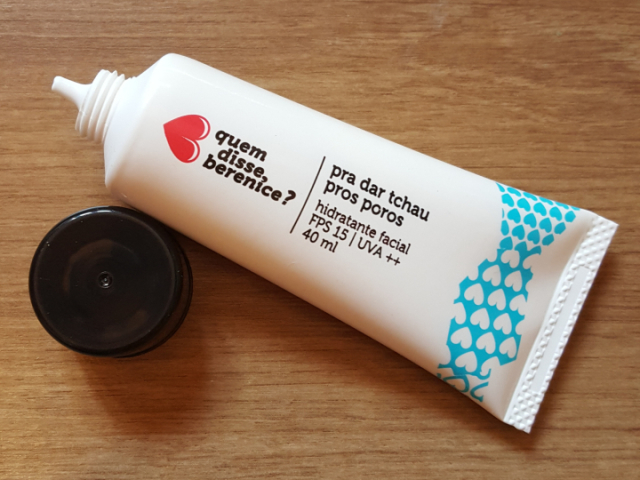 quem
disse,
berenice?
pra dar tchau
pros poros
hidratante facial
FPS 15 | UVA ++
40 ml